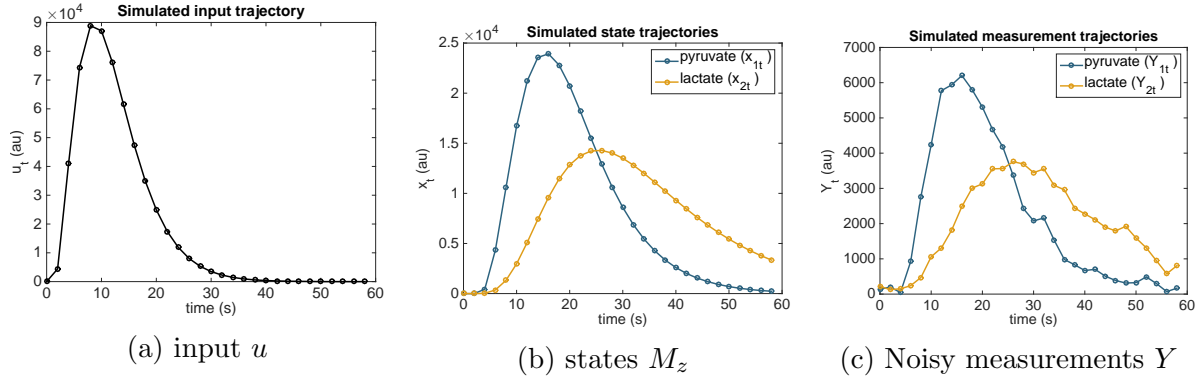 Simulated input trajectory
9 ×10⁴
8
7
6
5
4
3
2
1
0
u_t (au)
0 10 20 30 40 50 60
time (s)
(a) input u
Simulated state trajectories
2.5 ×10⁴
2
1.5
1
0.5
0
x_t (au)
pyruvate (x_1t)
lactate (x_2t)
0 10 20 30 40 50 60
time (s)
(b) states M_z
Simulated measurement trajectories
7000
6000
5000
4000
3000
2000
1000
0
Y_t (au)
pyruvate (Y_1t)
lactate (Y_2t)
0 10 20 30 40 50 60
time (s)
(c) Noisy measurements Y